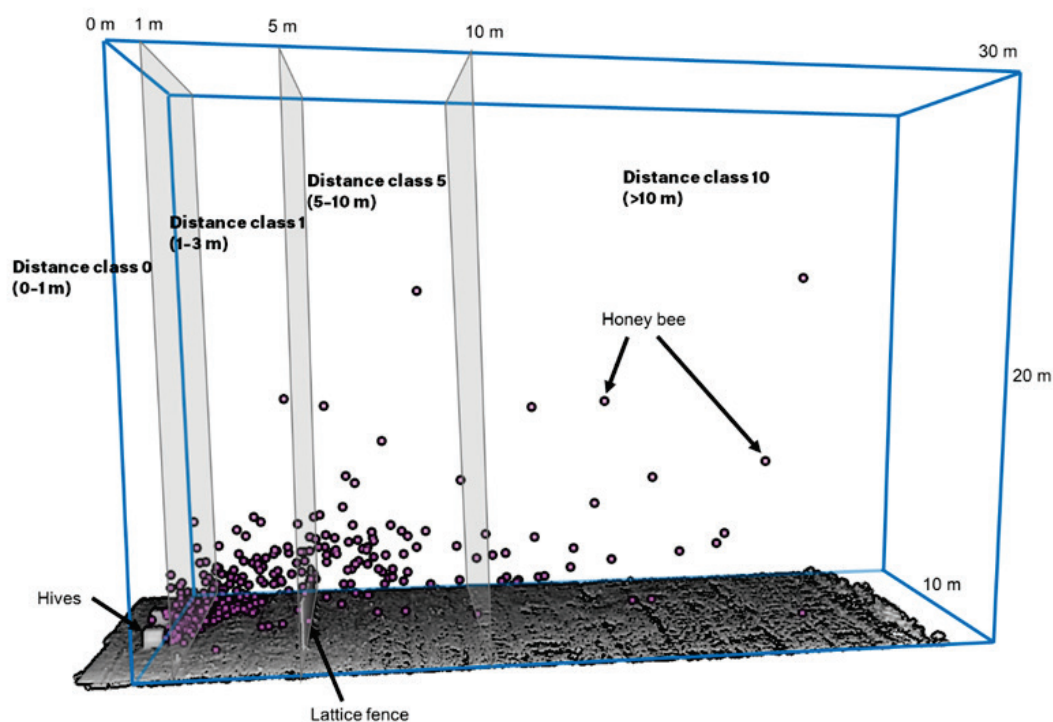 0 m
1 m
5 m
10 m
30 m
Distance class 5
(5-10 m)
Distance class 10
(>10 m)
Distance class 1
(1-3 m)
Distance class 0
(0-1 m)
Honey bee
20 m
10 m
Hives
Lattice fence